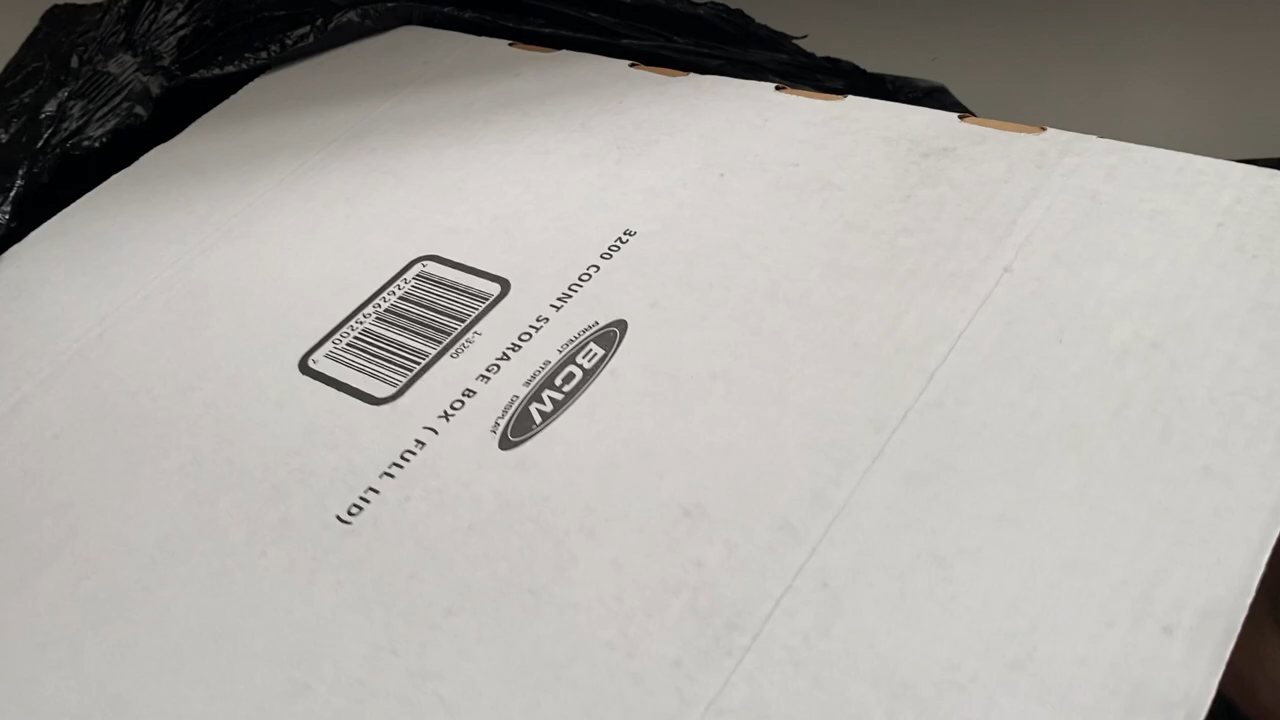 BCW
PROTECT STORE DISPLAY
3200 COUNT STORAGE BOX ( FULL LID)
1-3200
7 22626 93200 7